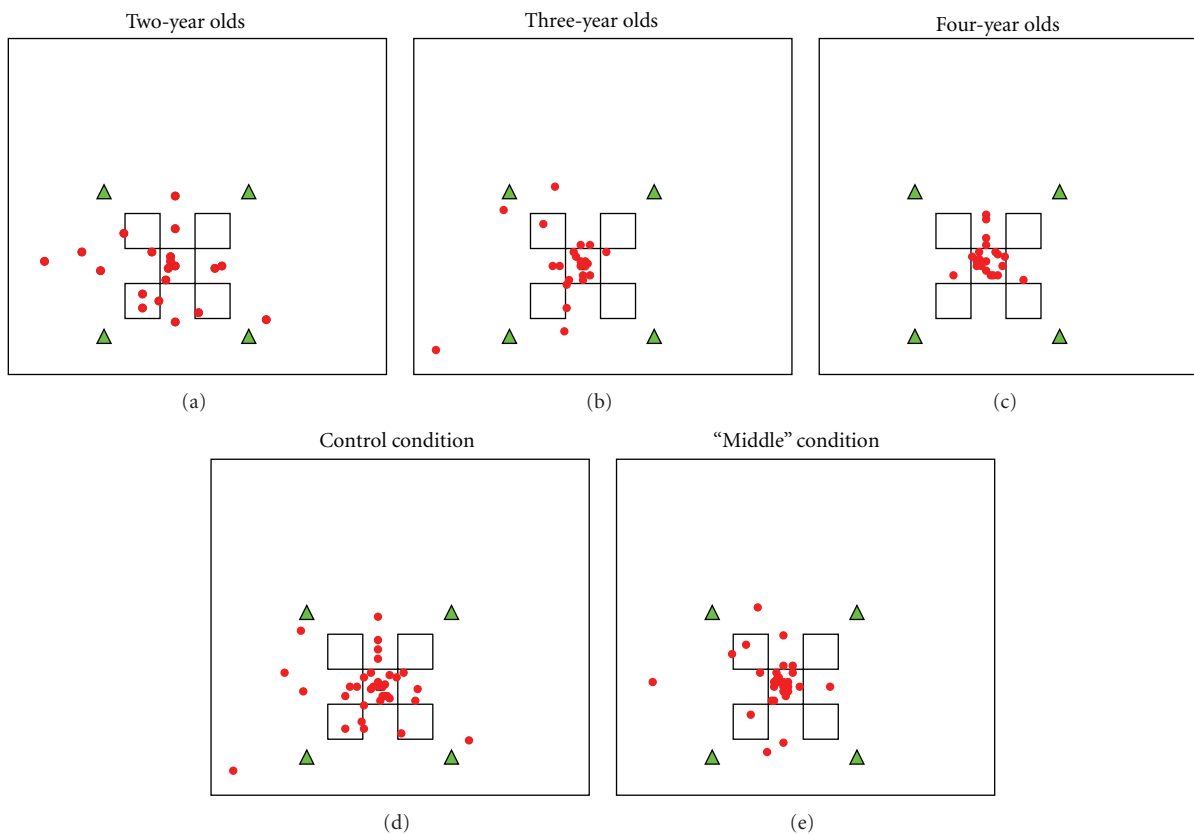 Two-year olds
Three-year olds
Four-year olds
(a)
(b)
(c)
Control condition
“Middle” condition
(d)
(e)